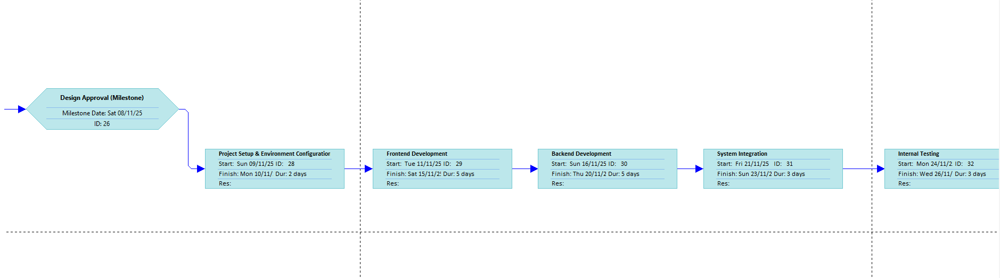 Design Approval (Milestone)
Milestone Date: Sat 08/11/25
ID: 26
Project Setup & Environment Configuration
Start: Sun 09/11/25 ID: 28
Finish: Mon 10/11/ Dur: 2 days
Res:
Frontend Development
Start: Tue 11/11/25 ID: 29
Finish: Sat 15/11/2 Dur: 5 days
Res:
Backend Development
Start: Sun 16/11/25 ID: 30
Finish: Thu 20/11/2 Dur: 5 days
Res:
System Integration
Start: Fri 21/11/25 ID: 31
Finish: Sun 23/11/2 Dur: 3 days
Res:
Internal Testing
Start: Mon 24/11/2 ID: 32
Finish: Wed 26/11/ Dur: 3 days
Res: